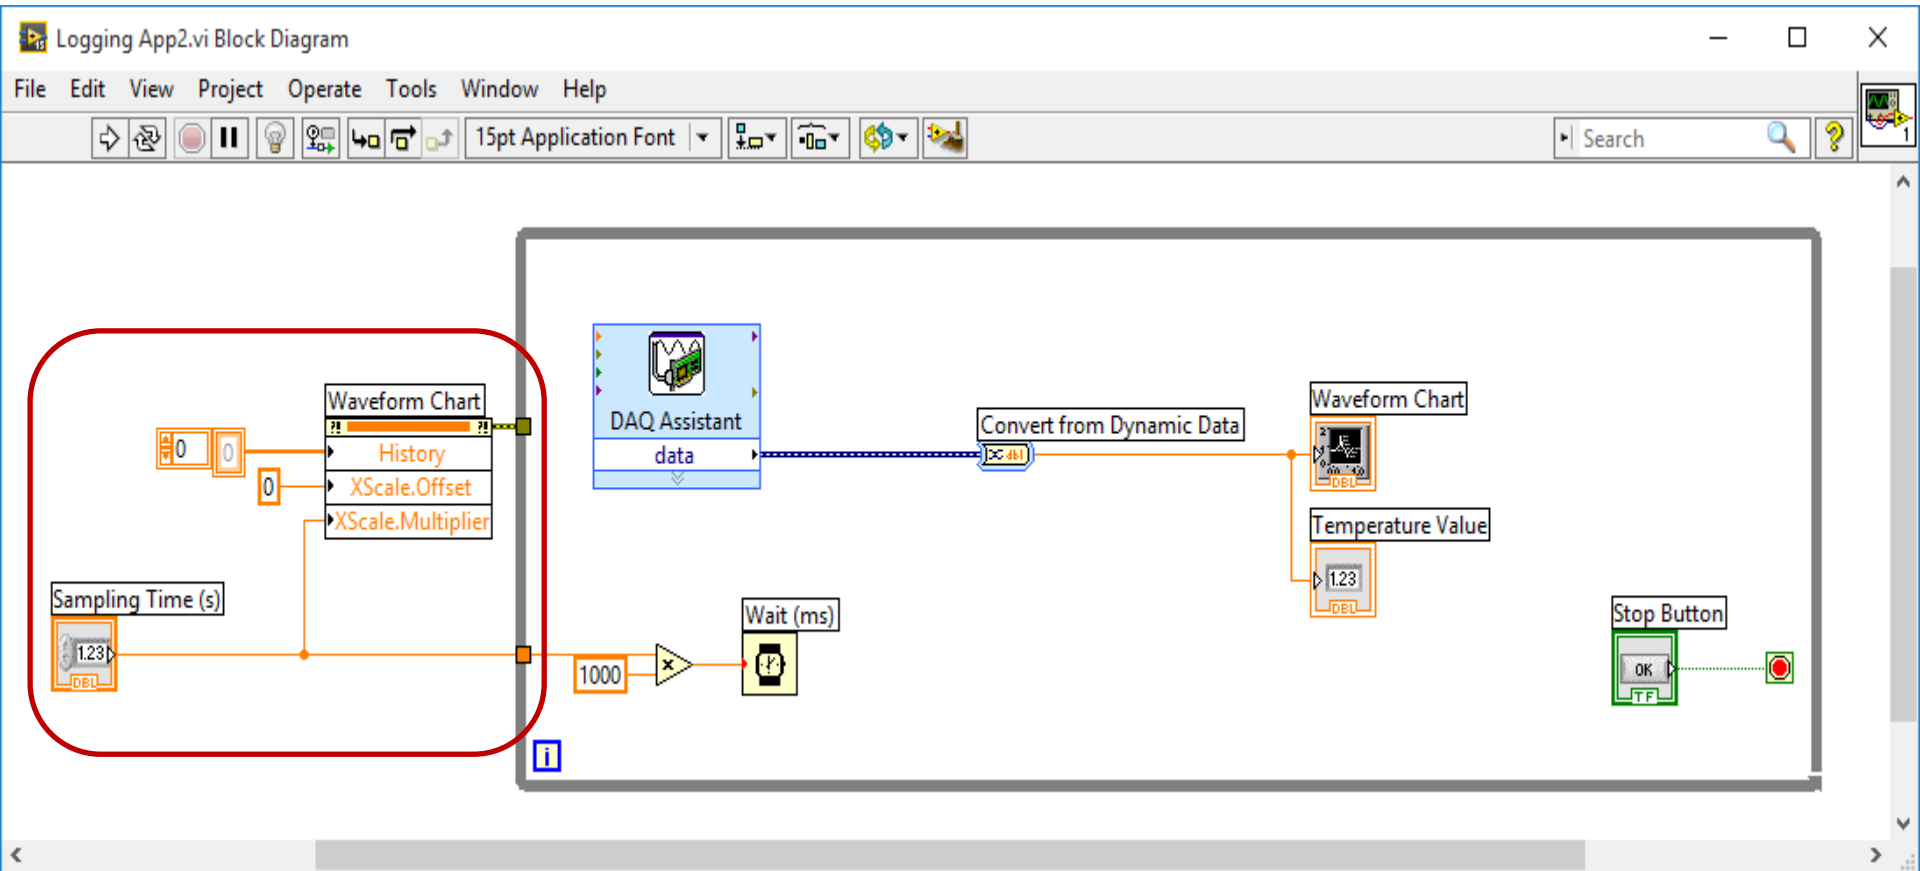 Logging App2.vi Block Diagram
File Edit View Project Operate Tools Window Help
15pt Application Font
Search
1
Waveform Chart
?! ?!
0 0
History
0
XScale.Offset
XScale.Multiplier
Sampling Time (s)
1.23
DBL
DAQ Assistant
data
Convert from Dynamic Data
dbl
Waveform Chart
DBL
Temperature Value
1.23
DBL
Wait (ms)
1000
x
Stop Button
OK
TF
i